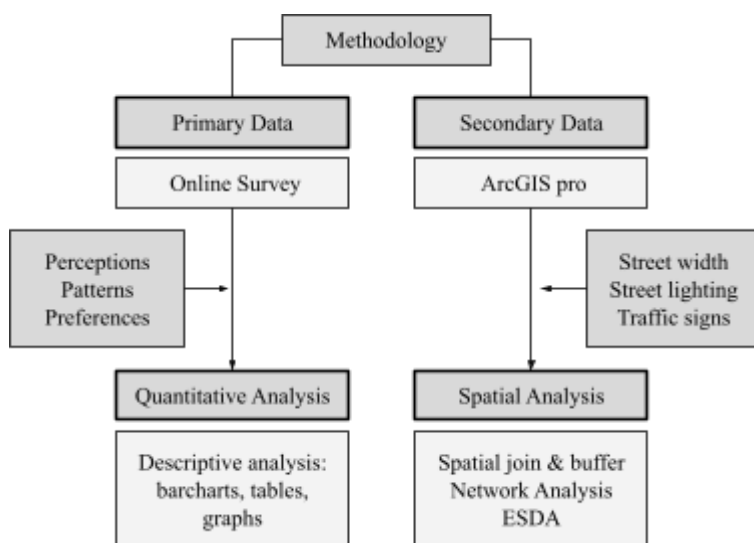 Methodology
Primary Data
Secondary Data
Online Survey
ArcGIS pro
Perceptions
Patterns
Preferences
Street width
Street lighting
Traffic signs
Quantitative Analysis
Spatial Analysis
Descriptive analysis:
barcharts, tables,
graphs
Spatial join & buffer
Network Analysis
ESDA